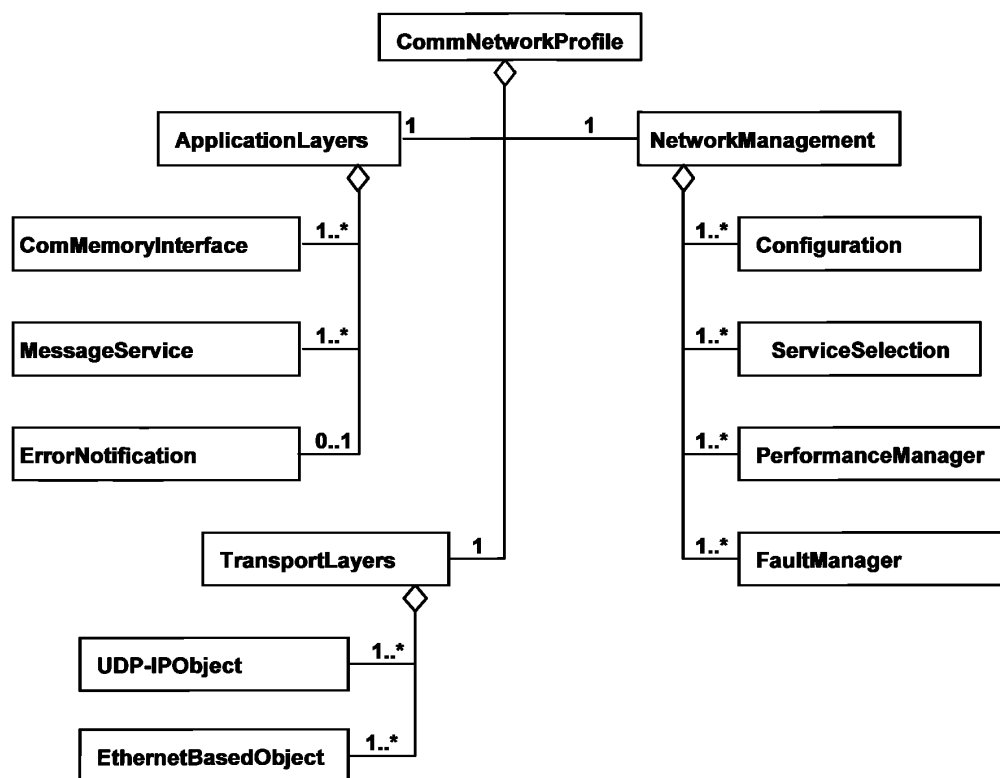 CommNetworkProfile
ApplicationLayers
1
1
NetworkManagement
ComMemoryInterface
1..*
1..*
Configuration
MessageService
1..*
1..*
ServiceSelection
ErrorNotification
0..1
1..*
PerformanceManager
TransportLayers
1
1..*
FaultManager
UDP-IPObject
1..*
EthernetBasedObject
1..*